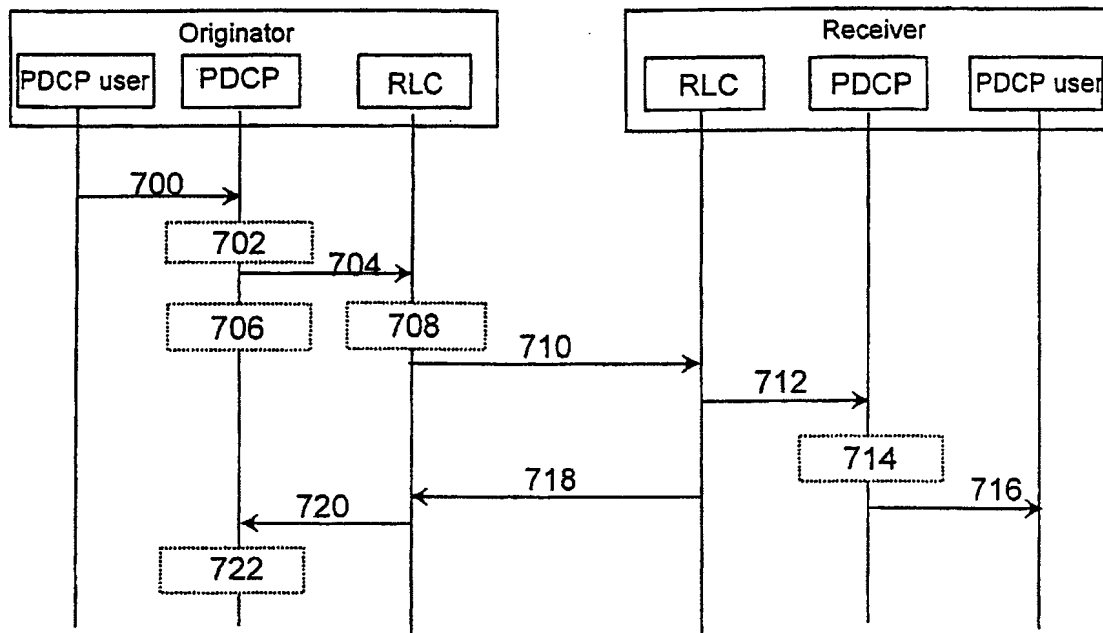 Originator
Receiver
PDCP user
PDCP
RLC
RLC
PDCP
PDCP user
700
702
704
706
708
710
712
714
718
716
720
722